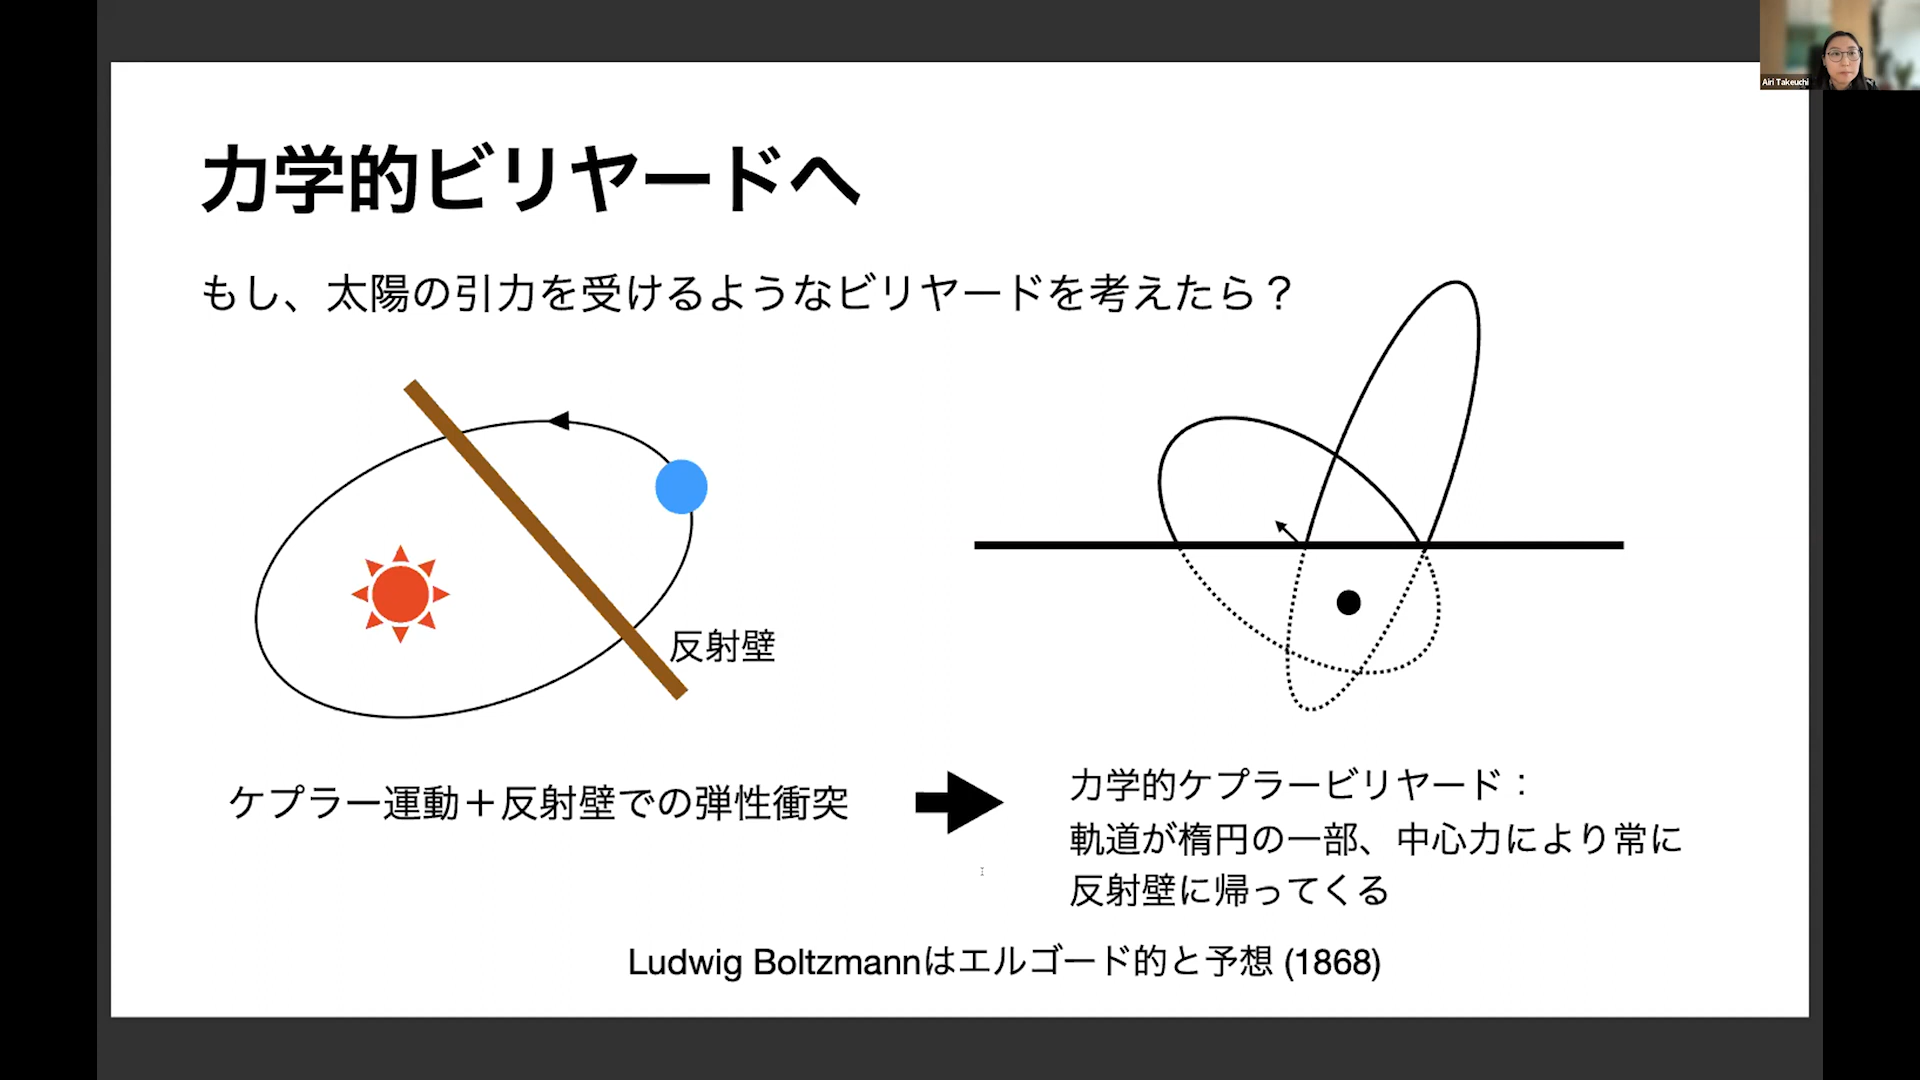 Airi Takeuchi
力学的ビリヤードへ
もし、太陽の引力を受けるようなビリヤードを考えたら？
反射壁
ケプラー運動＋反射壁での弾性衝突
力学的ケプラービリヤード：
軌道が楕円の一部、中心力により常に
反射壁に帰ってくる
Ludwig Boltzmannはエルゴード的と予想 (1868)